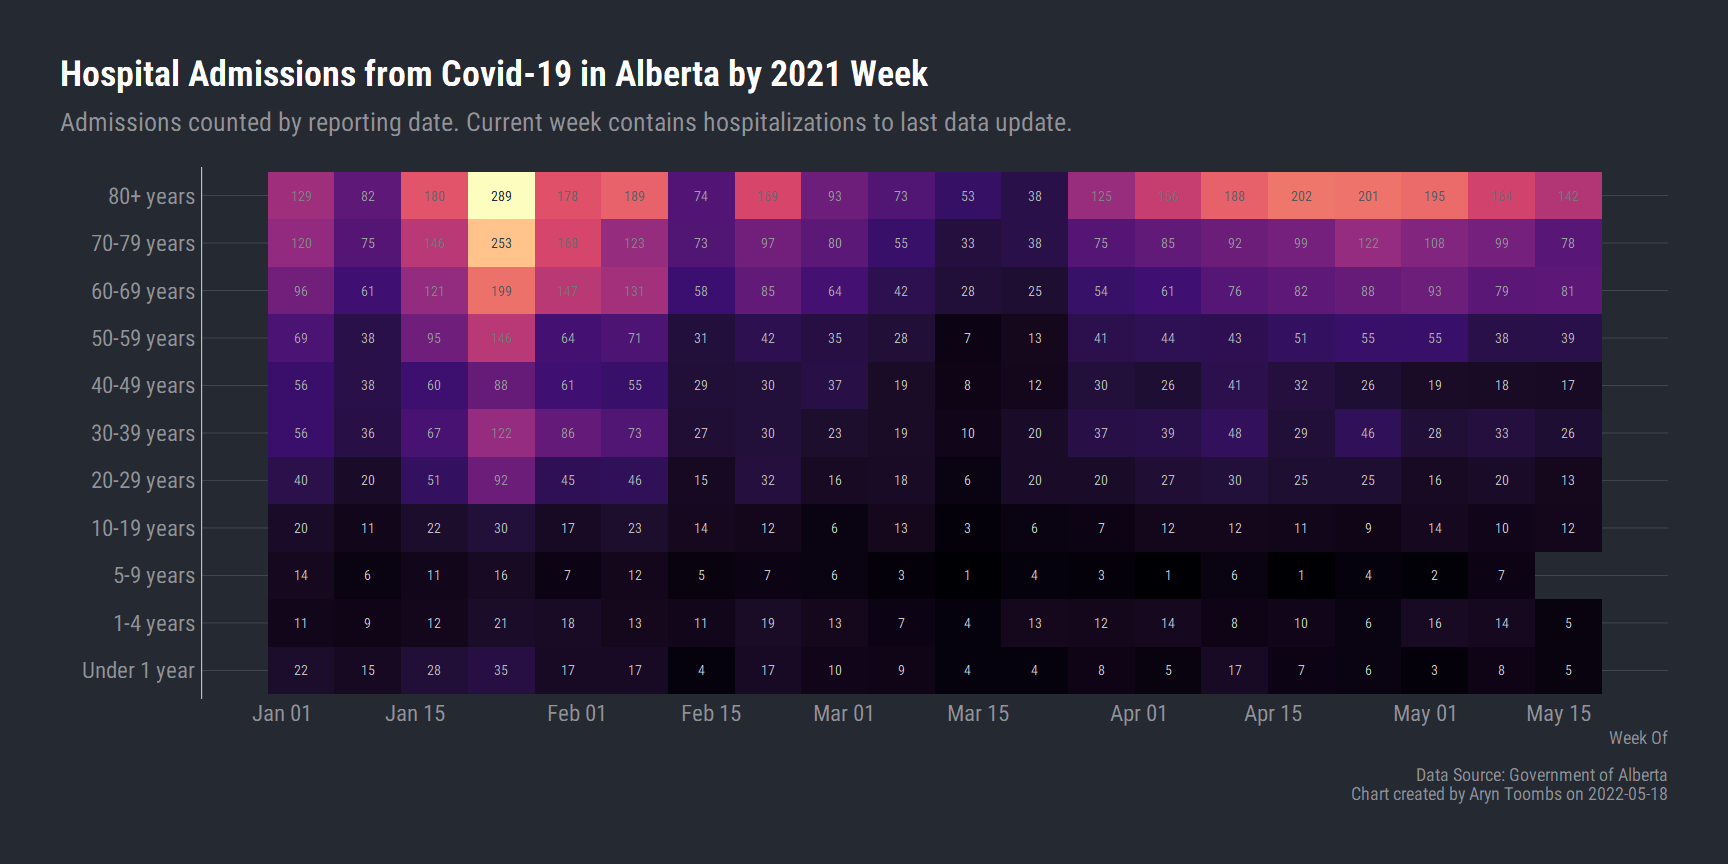 Hospital Admissions from Covid-19 in Alberta by 2021 Week
Admissions counted by reporting date. Current week contains hospitalizations to last data update.
80+ years 129 82 180 289 178 189 74 169 93 73 53 38 125 188 202 201 195 164 142
70-79 years 120 75 146 253 168 123 73 97 80 55 33 38 75 85 92 99 122 108 99 78
60-69 years 96 61 121 199 147 131 58 85 64 42 28 25 54 61 76 82 88 93 79 81
50-59 years 69 38 95 146 64 71 31 42 35 28 7 13 41 44 43 51 55 55 38 39
40-49 years 56 38 60 88 61 55 29 30 37 19 8 12 30 26 41 32 26 19 18 17
30-39 years 56 36 67 122 86 73 27 30 23 19 10 20 37 39 48 29 46 28 33 26
20-29 years 40 20 51 92 45 46 15 32 16 18 6 20 20 27 30 25 25 16 20 13
10-19 years 20 11 22 30 17 23 14 12 6 13 3 6 7 12 12 11 9 14 10 12
5-9 years 14 6 11 16 7 12 5 7 6 3 1 4 3 1 6 1 4 2 7
1-4 years 11 9 12 21 18 13 11 19 13 7 4 13 12 14 8 10 6 16 14 5
Under 1 year 22 15 28 35 17 17 4 17 10 9 4 4 8 5 17 7 6 3 8 5
Jan 01 Jan 15 Feb 01 Feb 15 Mar 01 Mar 15 Apr 01 Apr 15 May 01 May 15
Week Of
Data Source: Government of Alberta
Chart created by Aryn Toombs on 2022-05-18